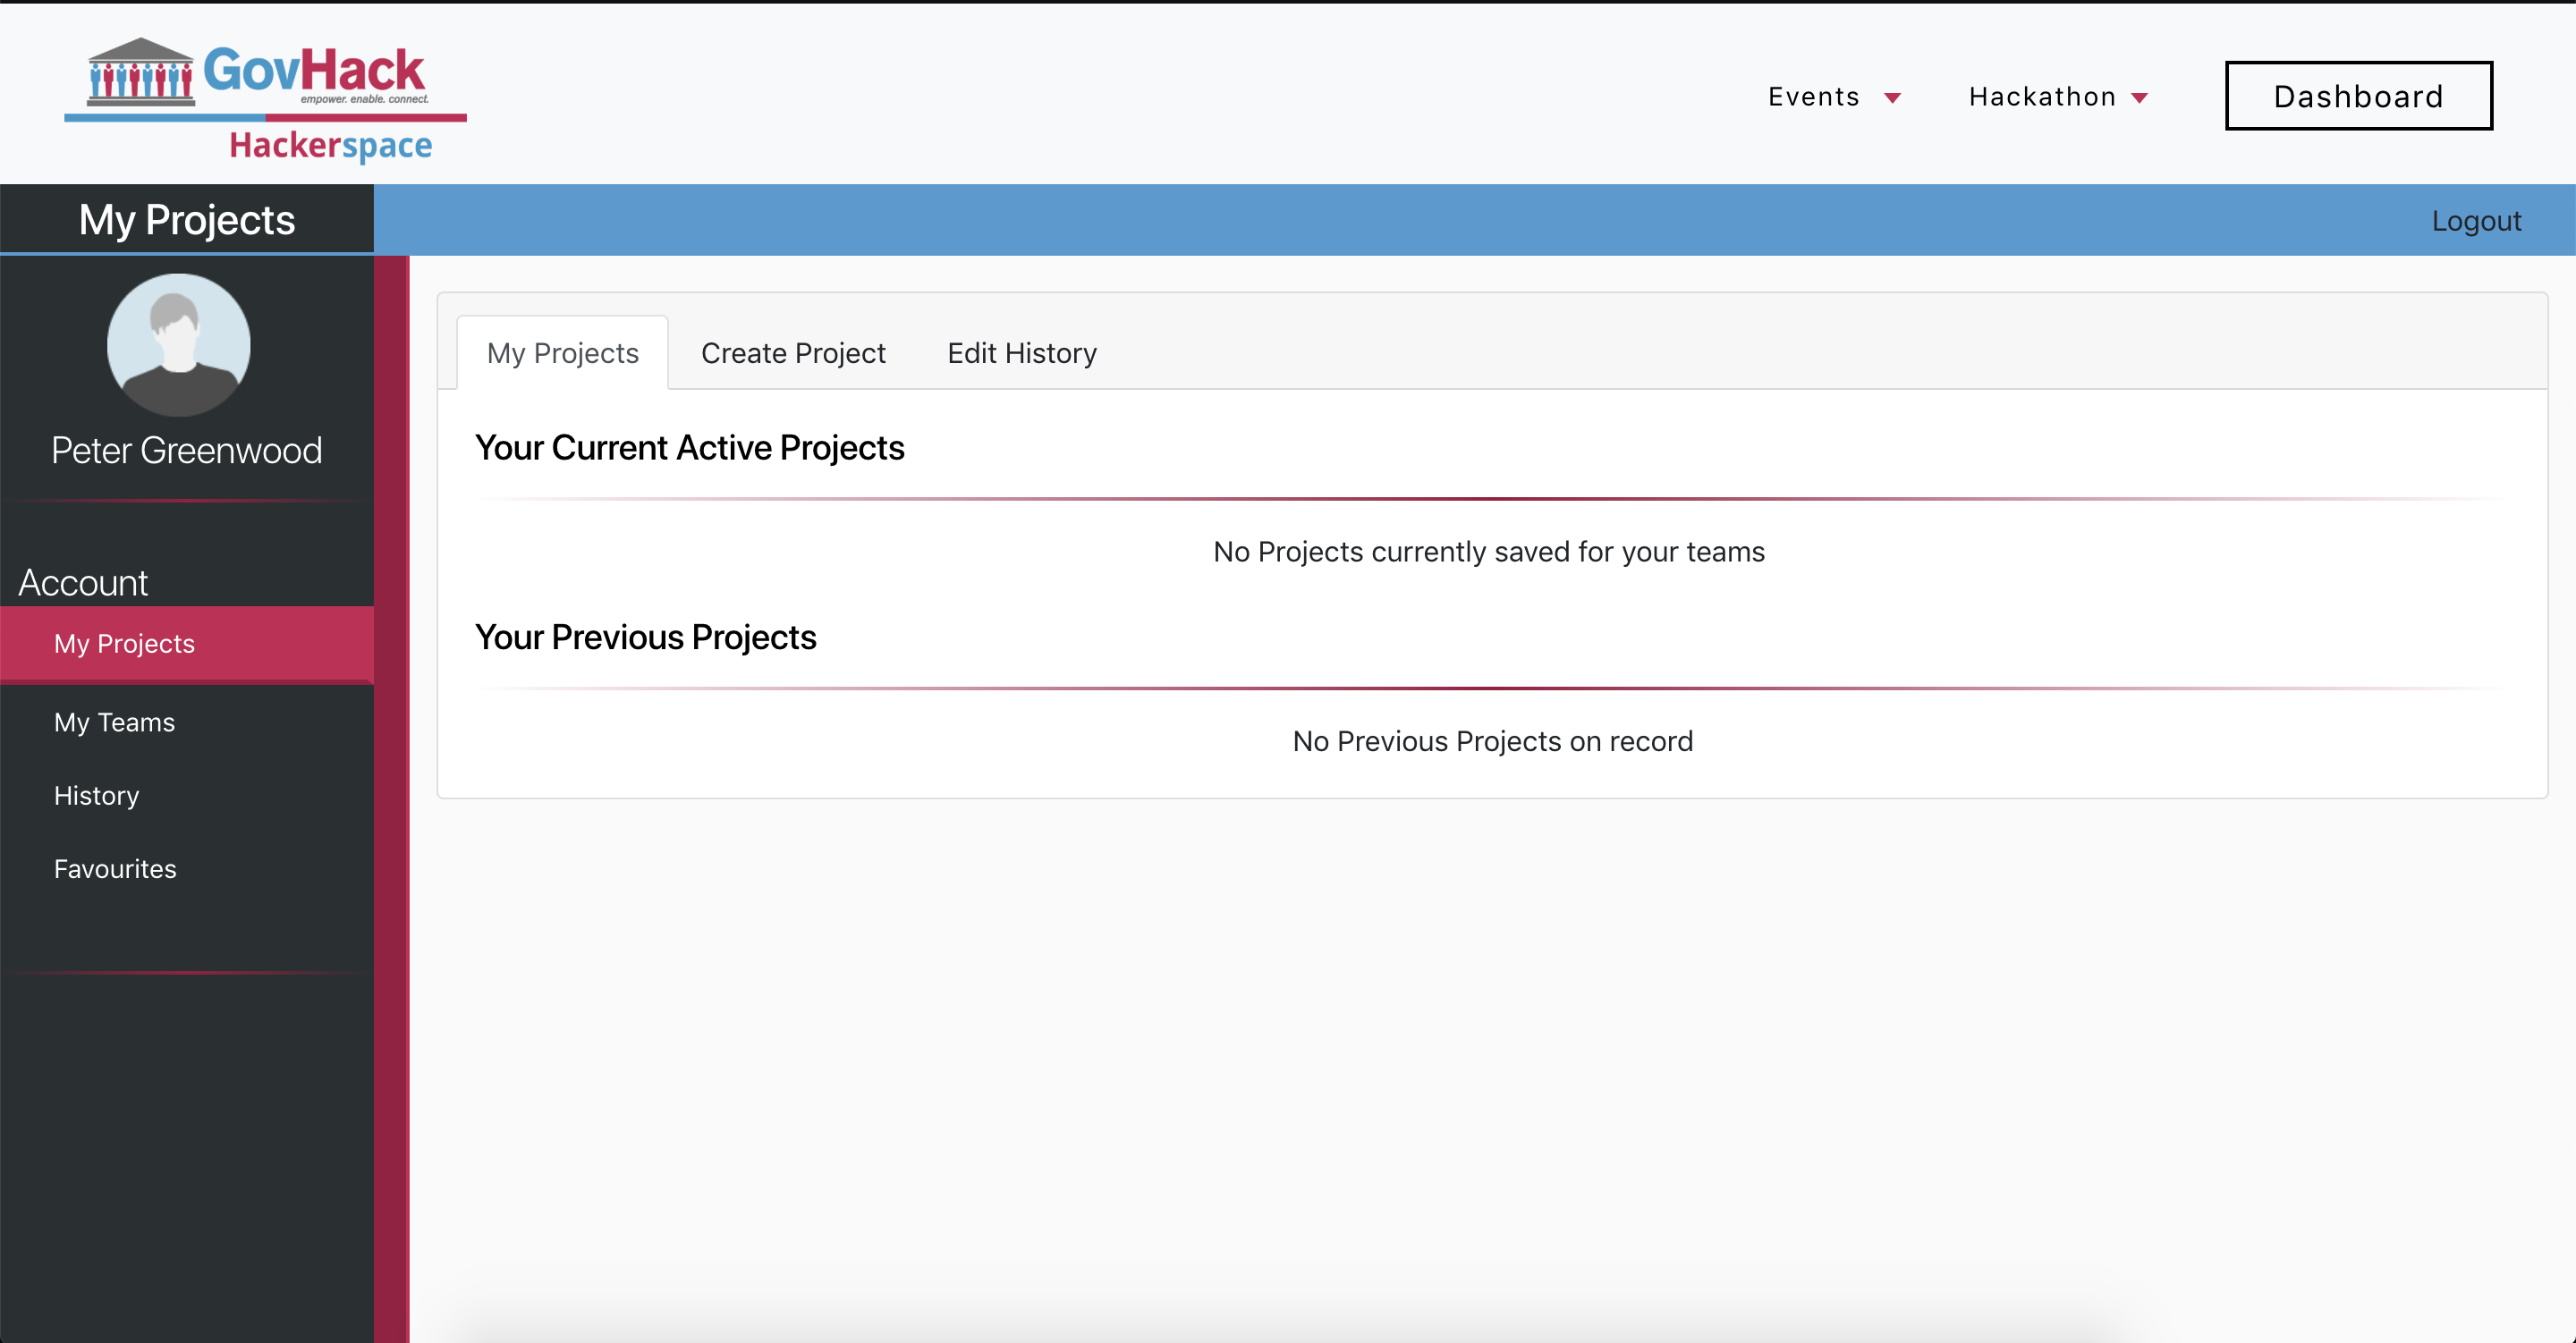 GovHack
empower. enable. connect.
Hackerspace
Events
Hackathon
Dashboard
My Projects
Logout
Peter Greenwood
Account
My Projects
My Teams
History
Favourites
My Projects
Create Project
Edit History
Your Current Active Projects
No Projects currently saved for your teams
Your Previous Projects
No Previous Projects on record